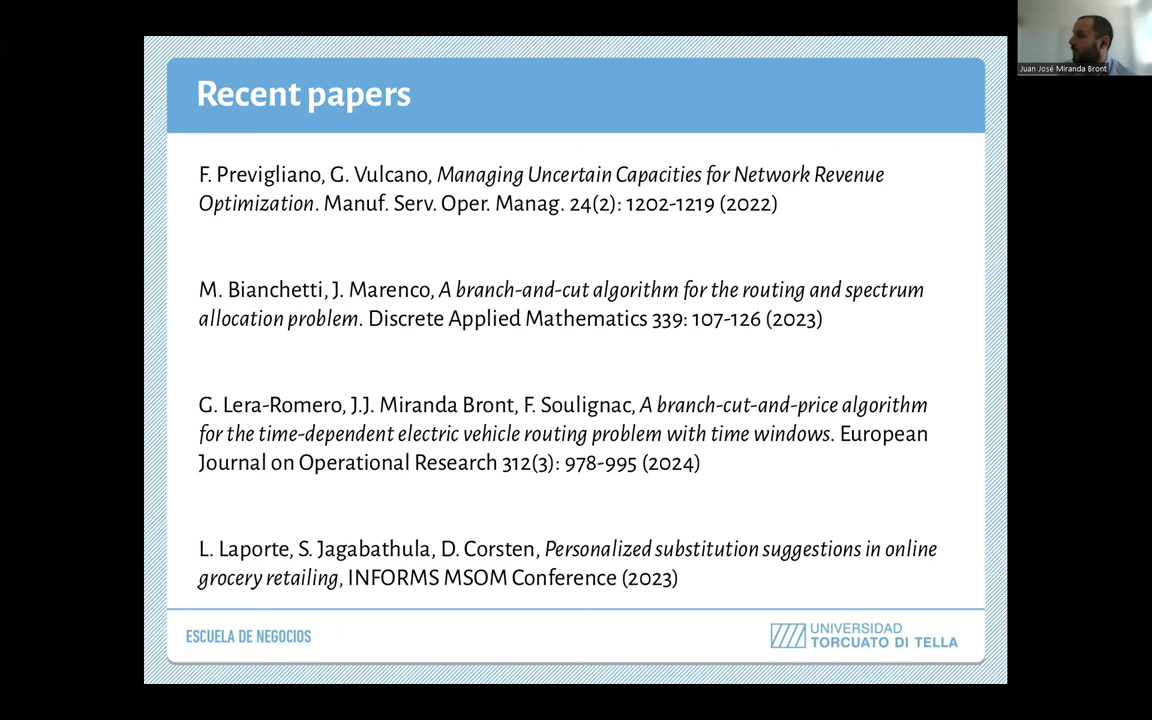 Juan José Miranda Bront
Recent papers
F. Previgliano, G. Vulcano, Managing Uncertain Capacities for Network Revenue
Optimization. Manuf. Serv. Oper. Manag. 24(2): 1202-1219 (2022)
M. Bianchetti, J. Marenco, A branch-and-cut algorithm for the routing and spectrum
allocation problem. Discrete Applied Mathematics 339: 107-126 (2023)
G. Lera-Romero, J.J. Miranda Bront, F. Soulignac, A branch-cut-and-price algorithm
for the time-dependent electric vehicle routing problem with time windows. European
Journal on Operational Research 312(3): 978-995 (2024)
L. Laporte, S. Jagabathula, D. Corsten, Personalized substitution suggestions in online
grocery retailing, INFORMS MSOM Conference (2023)
ESCUELA DE NEGOCIOS
UNIVERSIDAD
TORCUATO DI TELLA